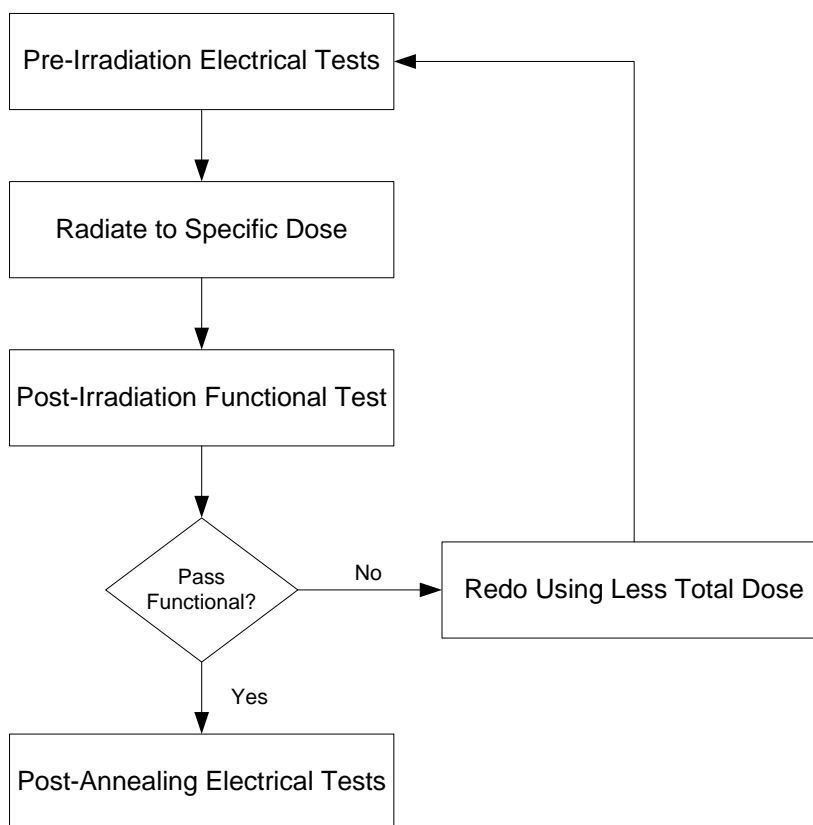 Pre-Irradiation Electrical Tests
Radiate to Specific Dose
Post-Irradiation Functional Test
Pass
Functional?
No
Redo Using Less Total Dose
Yes
Post-Annealing Electrical Tests